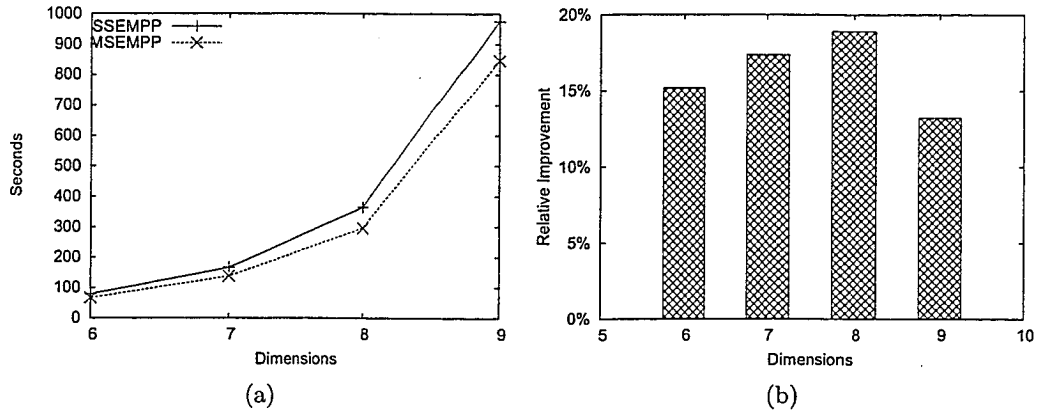 1000
900
800
700
600
500
400
300
200
100
0
SSEMPP
MSEMPP
Seconds
6 7 8 9
Dimensions
(a)
20%
15%
10%
5%
0%
Relative Improvement
5 6 7 8 9 10
Dimensions
(b)